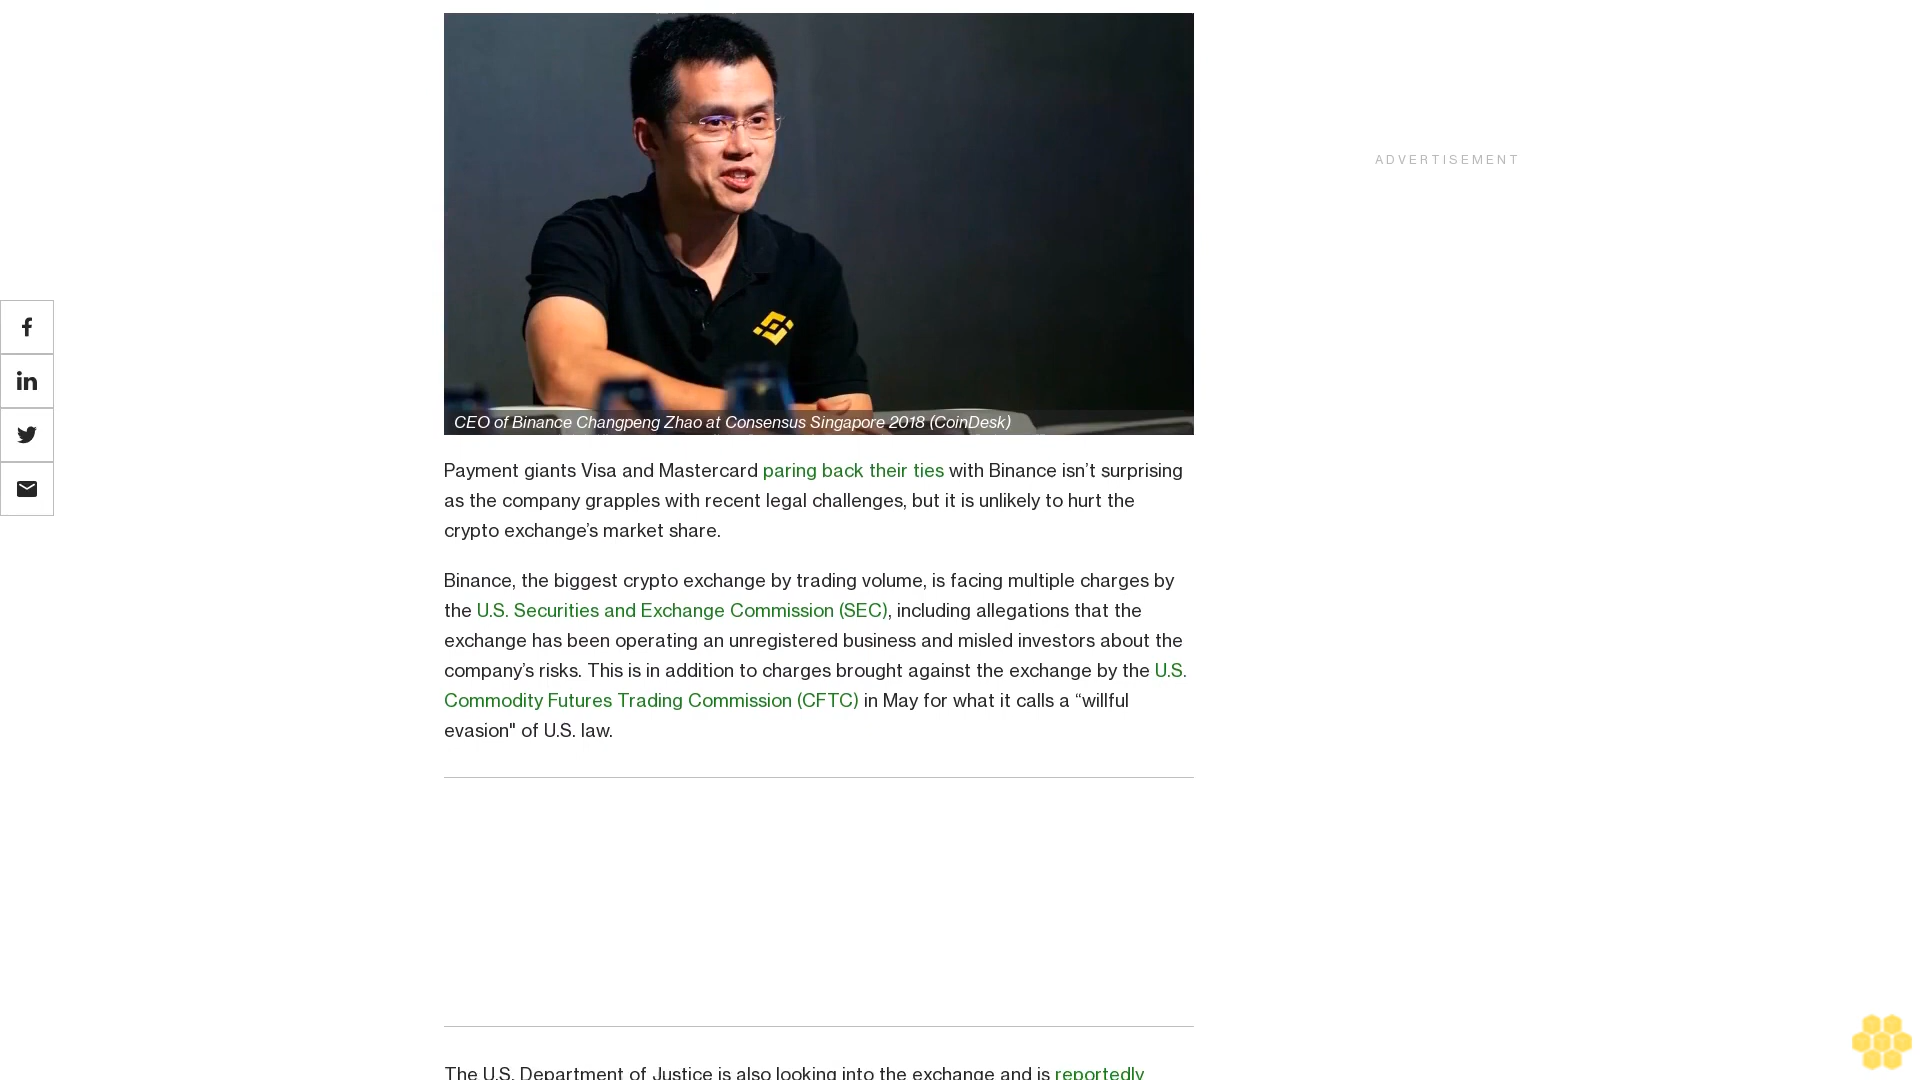 ADVERTISEMENT
CEO of Binance Changpeng Zhao at Consensus Singapore 2018 (CoinDesk)
Payment giants Visa and Mastercard paring back their ties with Binance isn’t surprising
as the company grapples with recent legal challenges, but it is unlikely to hurt the
crypto exchange’s market share.
Binance, the biggest crypto exchange by trading volume, is facing multiple charges by
the U.S. Securities and Exchange Commission (SEC), including allegations that the
exchange has been operating an unregistered business and misled investors about the
company’s risks. This is in addition to charges brought against the exchange by the U.S.
Commodity Futures Trading Commission (CFTC) in May for what it calls a “willful
evasion" of U.S. law.
The U.S. Department of Justice is also looking into the exchange and is reportedly